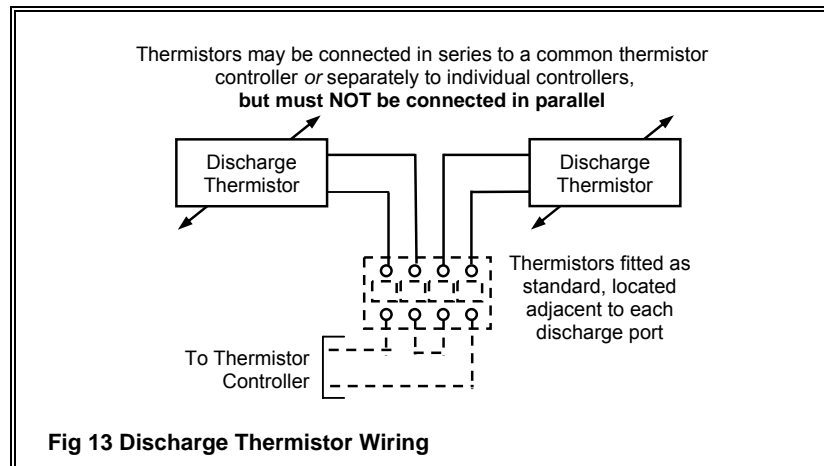 Thermistors may be connected in series to a common thermistor
controller or separately to individual controllers,
but must NOT be connected in parallel
Discharge
Thermistor
Discharge
Thermistor
Thermistors fitted as
standard, located
adjacent to each
discharge port
To Thermistor
Controller
Fig 13 Discharge Thermistor Wiring